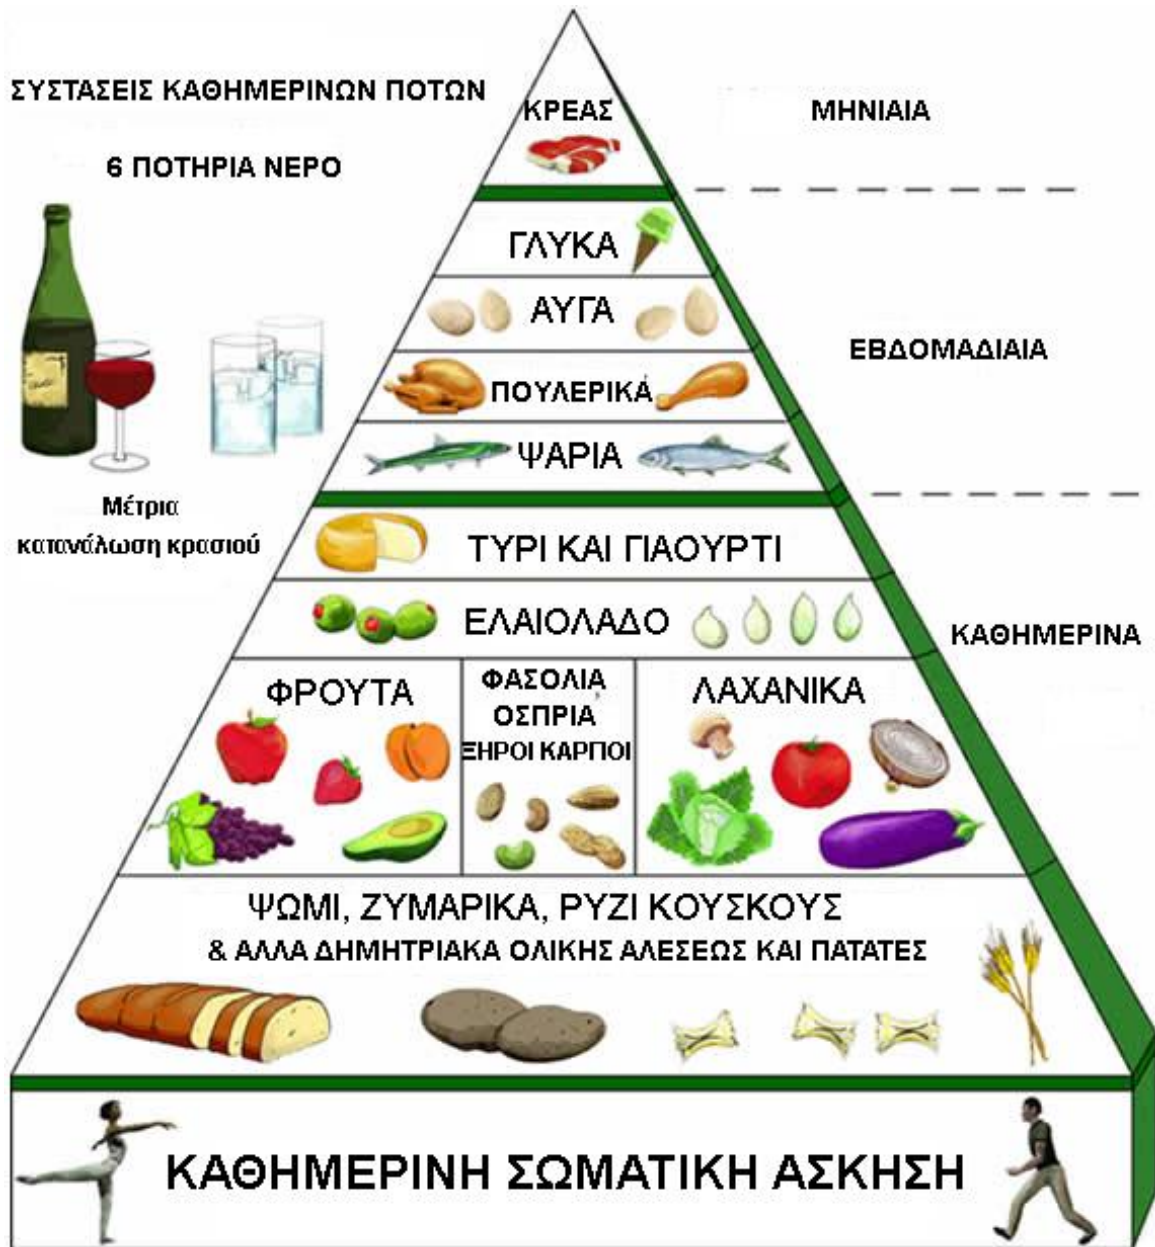 ΣΥΣΤΑΣΕΙΣ ΚΑΘΗΜΕΡΙΝΩΝ ΠΟΤΩΝ
6 ΠΟΤΗΡΙΑ ΝΕΡΟ
Μέτρια
κατανάλωση κρασιού
ΚΡΕΑΣ
ΜΗΝΙΑΙΑ
ΓΛΥΚΑ
ΑΥΓΑ
ΠΟΥΛΕΡΙΚΆ
ΨΑΡΙΑ
ΕΒΔΟΜΑΔΙΑΙΑ
ΤΥΡΙ ΚΑΙ ΓΙΑΟΥΡΤΙ
ΕΛΑΙΟΛΑΔΟ
ΚΑΘΗΜΕΡΙΝΑ
ΦΡΟΥΤΑ
ΦΑΣΟΛΙΑ,
ΟΣΠΡΙΑ
ΞΗΡΟΙ ΚΑΡΠΟΙ
ΛΑΧΑΝΙΚΑ
ΨΩΜΙ, ΖΥΜΑΡΙΚΑ, ΡΥΖΙ ΚΟΥΣΚΟΥΣ
& ΑΛΛΑ ΔΗΜΗΤΡΙΑΚΑ ΟΛΙΚΗΣ ΑΛΕΣΕΩΣ ΚΑΙ ΠΑΤΑΤΕΣ
ΚΑΘΗΜΕΡΙΝΗ ΣΩΜΑΤΙΚΗ ΑΣΚΗΣΗ